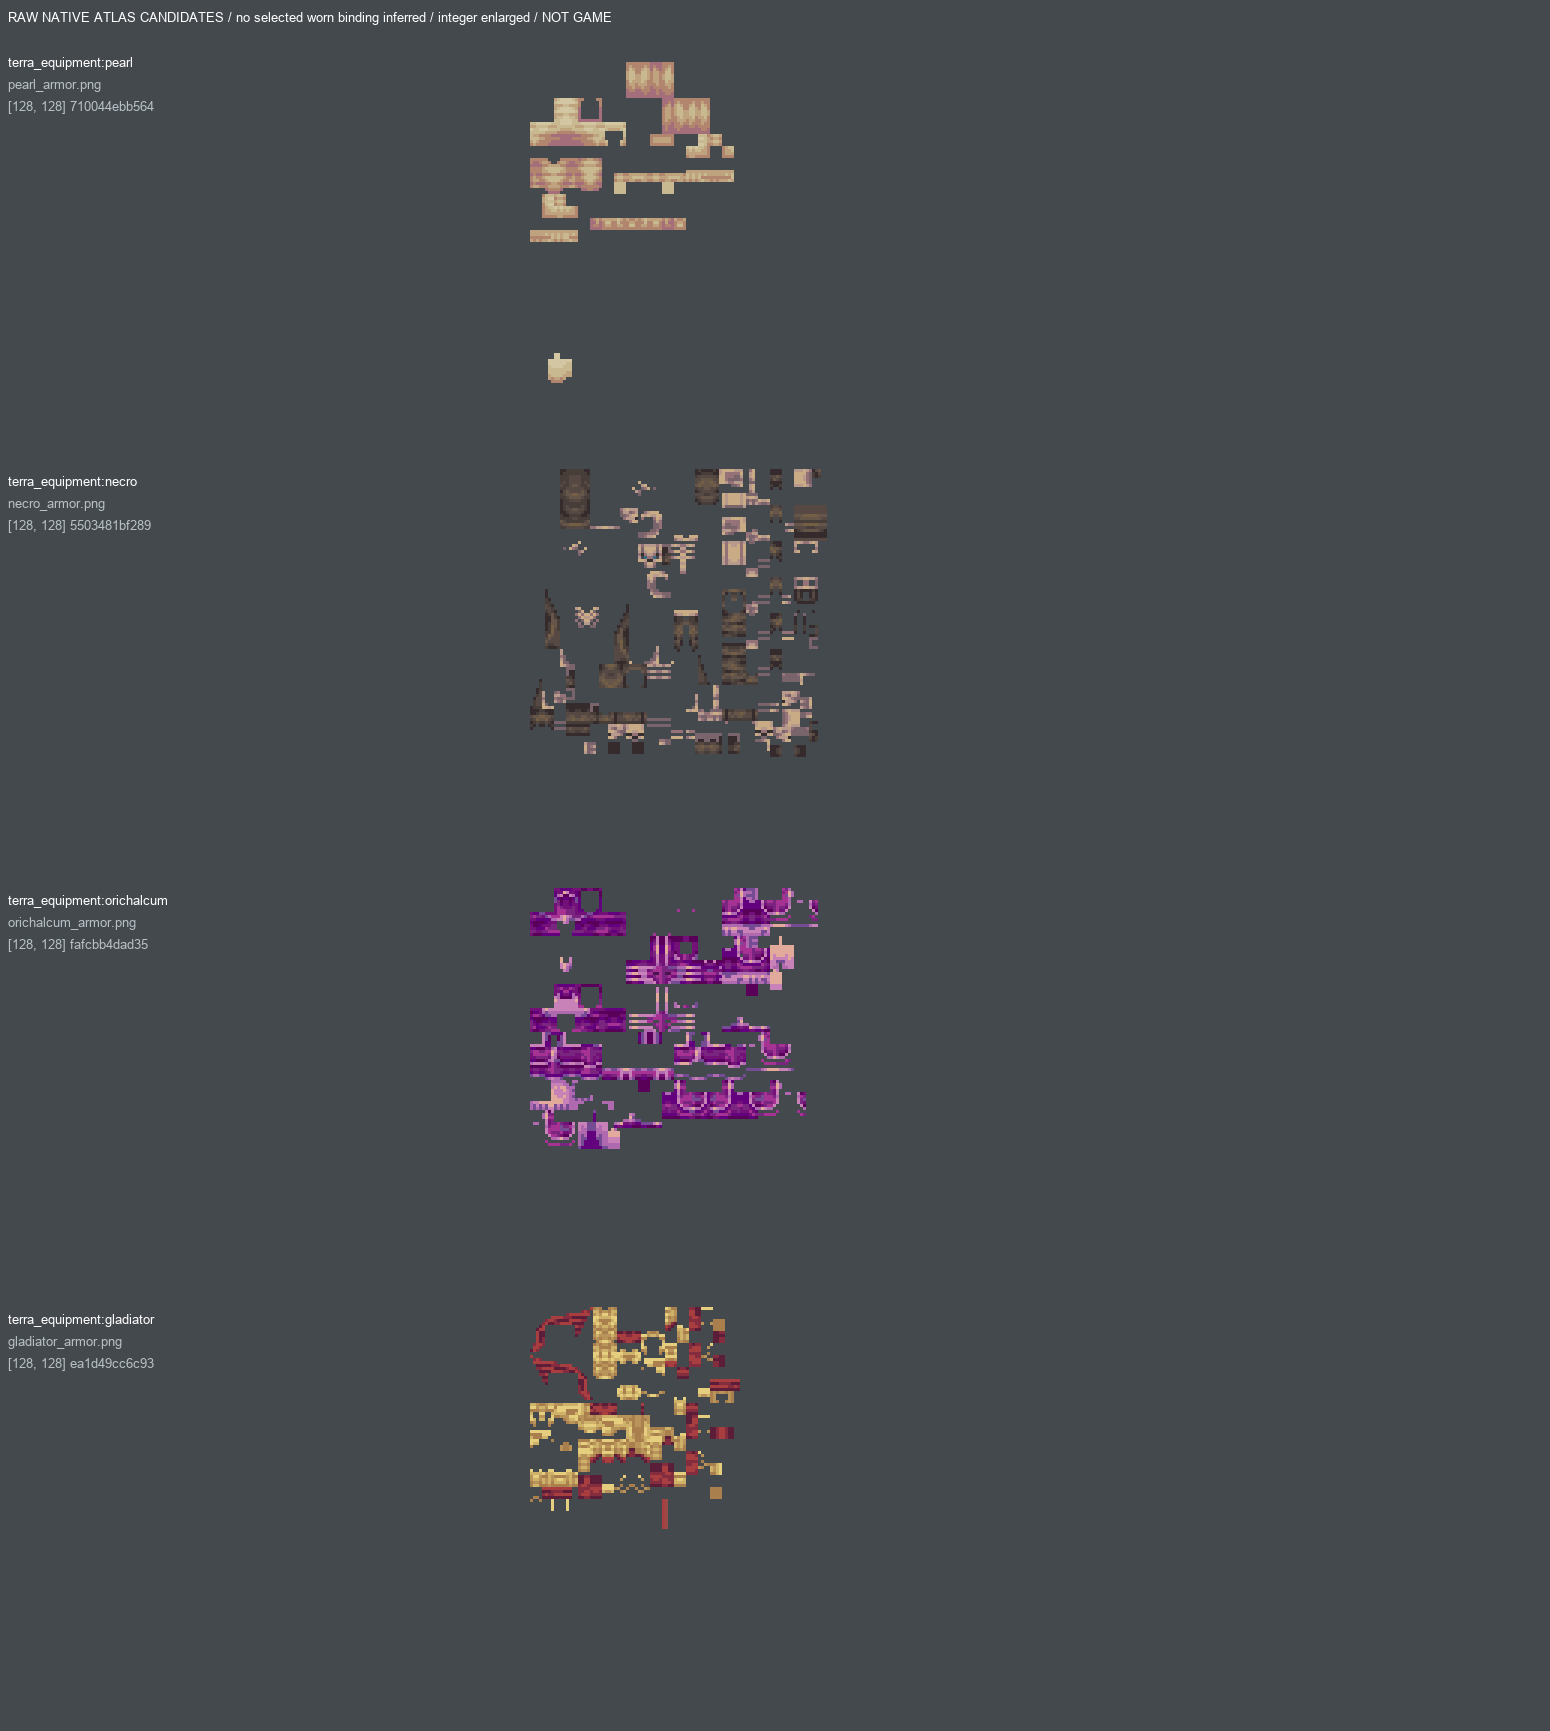 RAW NATIVE ATLAS CANDIDATES / no selected worn binding inferred / integer enlarged / NOT GAME
terra_equipment:pearl
pearl_armor.png
[128, 128] 710044ebb564
terra_equipment:necro
necro_armor.png
[128, 128] 5503481bf289
terra_equipment:orichalcum
orichalcum_armor.png
[128, 128] fafcbb4dad35
terra_equipment:gladiator
gladiator_armor.png
[128, 128] ea1d49cc6c93